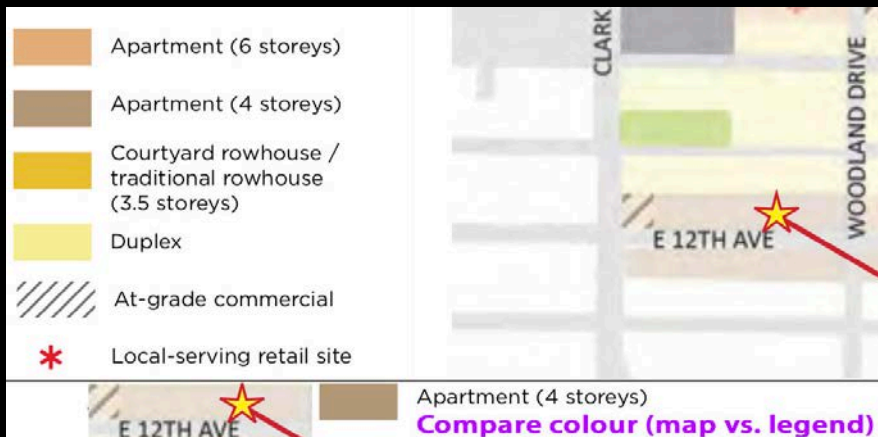 Apartment (6 storeys)
Apartment (4 storeys)
Courtyard rowhouse /
traditional rowhouse
(3.5 storeys)
Duplex
At-grade commercial
Local-serving retail site
CLARK
WOODLAND DRIVE
E 12TH AVE
E 12TH AVE
Apartment (4 storeys)
Compare colour (map vs. legend)